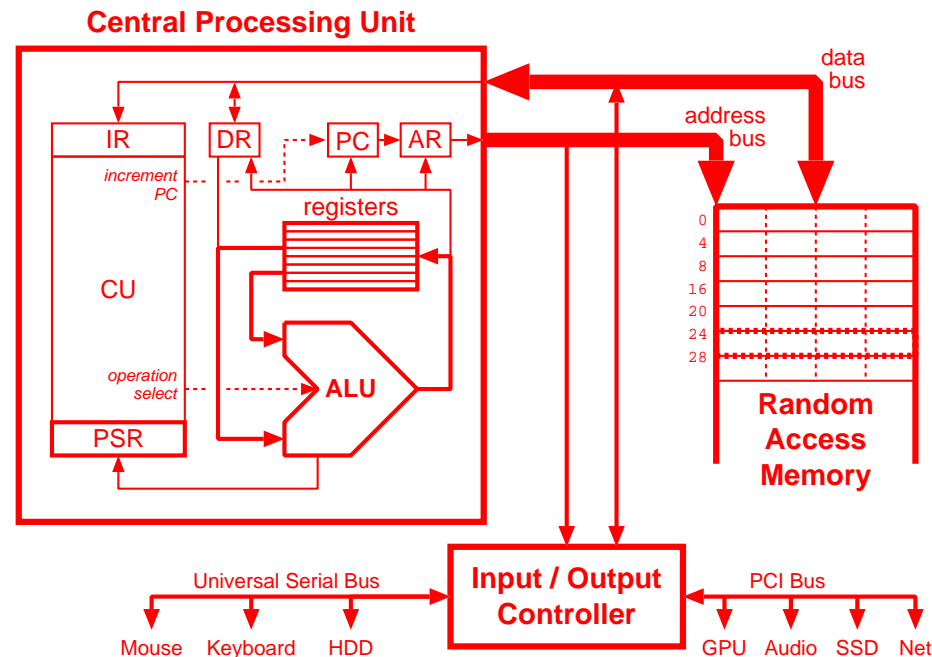 Central Processing Unit
data
bus
address
bus
IR
DR
PC
AR
increment
PC
registers
CU
operation
select
ALU
PSR
0
4
8
16
20
24
28
Random
Access
Memory
Universal Serial Bus
Input / Output
Controller
PCI Bus
Mouse
Keyboard
HDD
GPU
Audio
SSD
Net